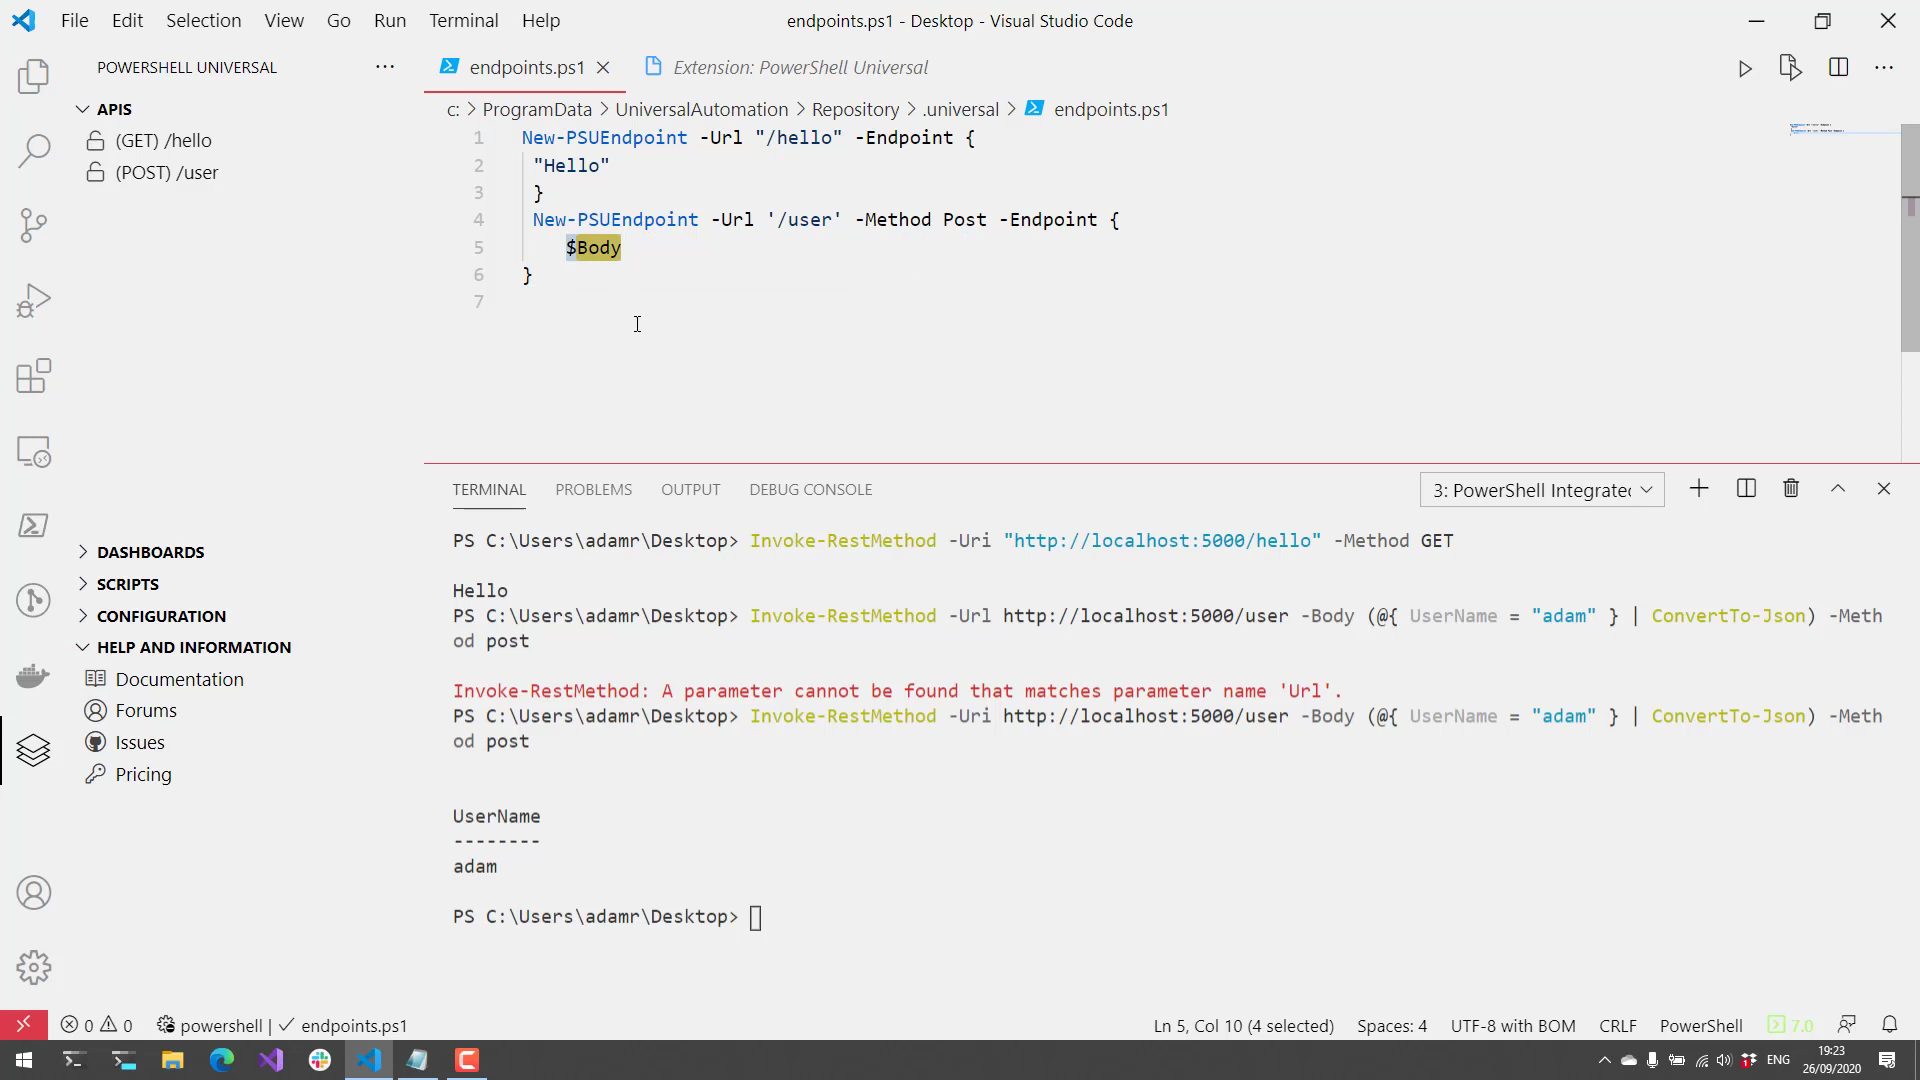 File Edit Selection View Go Run Terminal Help
endpoints.ps1 - Desktop - Visual Studio Code
POWERSHELL UNIVERSAL
APIS
(GET) /hello
(POST) /user
DASHBOARDS
SCRIPTS
CONFIGURATION
HELP AND INFORMATION
Documentation
Forums
Issues
Pricing
endpoints.ps1
Extension: PowerShell Universal
c: > ProgramData > UniversalAutomation > Repository > .universal > endpoints.ps1
1 New-PSUEndpoint -Url "/hello" -Endpoint {
2 "Hello"
3 }
4 New-PSUEndpoint -Url '/user' -Method Post -Endpoint {
5 $Body
6 }
7
TERMINAL PROBLEMS OUTPUT DEBUG CONSOLE
3: PowerShell Integrated
PS C:\Users\adamr\Desktop> Invoke-RestMethod -Uri "http://localhost:5000/hello" -Method GET
Hello
PS C:\Users\adamr\Desktop> Invoke-RestMethod -Url http://localhost:5000/user -Body (@{ UserName = "adam" } | ConvertTo-Json) -Meth
od post
Invoke-RestMethod: A parameter cannot be found that matches parameter name 'Url'.
PS C:\Users\adamr\Desktop> Invoke-RestMethod -Uri http://localhost:5000/user -Body (@{ UserName = "adam" } | ConvertTo-Json) -Meth
od post
UserName
--------
adam
PS C:\Users\adamr\Desktop>
0 0 powershell | endpoints.ps1
Ln 5, Col 10 (4 selected) Spaces: 4 UTF-8 with BOM CRLF PowerShell 7.0
ENG
19:23
26/09/2020